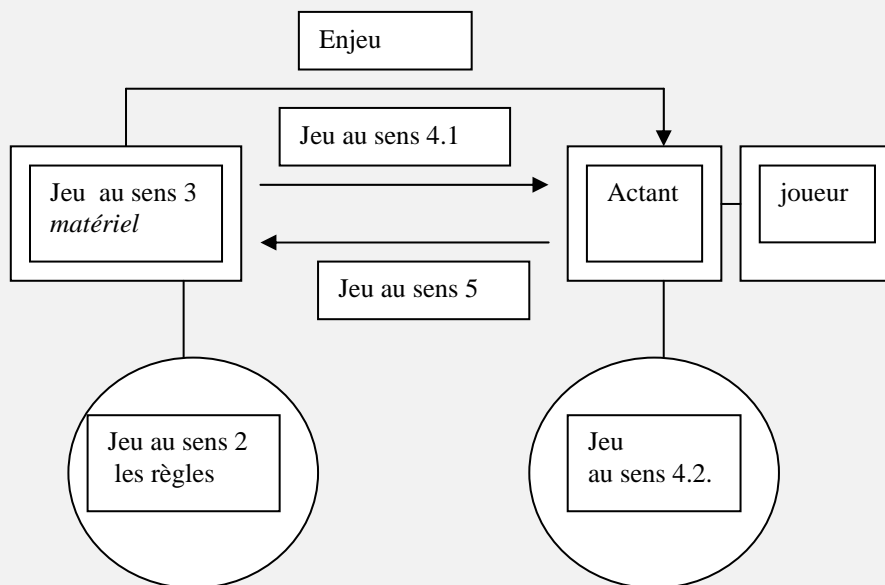 Enjeu
Jeu au sens 4.1
Jeu au sens 3
matériel
Actant
joueur
Jeu au sens 5
Jeu au sens 2
les règles
Jeu
au sens 4.2.